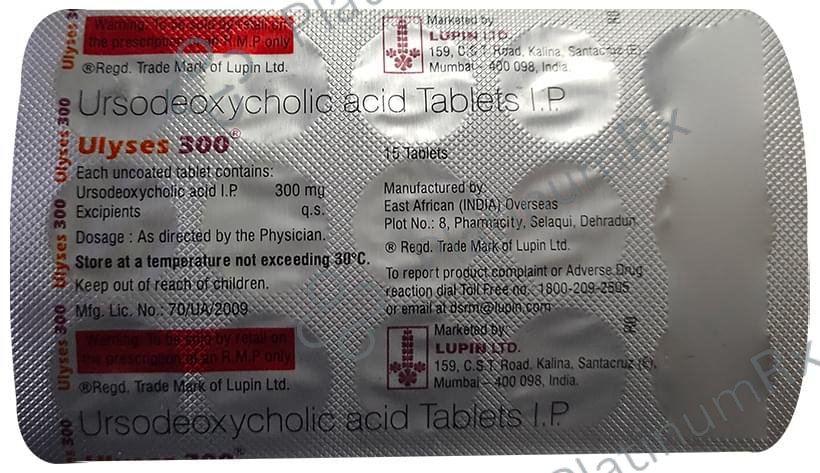 Warning: To be sold by retail on
the prescription of an R.M.P only
®Regd. Trade Mark of Lupin Ltd.
Marketed by
LUPIN LTD.
159, C.S.T. Road, Kalina, Santacruz (E)
Mumbai - 400 098, India.
Ursodeoxycholic acid Tablets I.P.
Ulyses 300®
15 Tablets
Each uncoated tablet contains:
Ursodeoxycholic acid I.P. 300 mg
Excipients q.s.
Dosage : As directed by the Physician.
Store at a temperature not exceeding 30°C.
Keep out of reach of children.
Mfg. Lic. No.: 70/UA/2009
Manufactured by:
East African (INDIA) Overseas
Plot No.: 8, Pharmacity, Selaqui, Dehradun
® Regd. Trade Mark of Lupin Ltd.
To report product complaint or Adverse Drug
reaction dial Toll Free no. 1800-209-2505
or email at dsrm@lupin.com
Warning: To be sold by retail on
the prescription of an R.M.P only
®Regd. Trade Mark of Lupin Ltd.
Marketed by:
LUPIN LTD.
159, C.S.T. Road, Kalina, Santacruz (E),
Mumbai - 400 098, India.
Ursodeoxycholic acid Tablets I.P.
Ulyses 300®
Ulyses 300
Ulyses 300
Ulyses 300
PlatinumRx